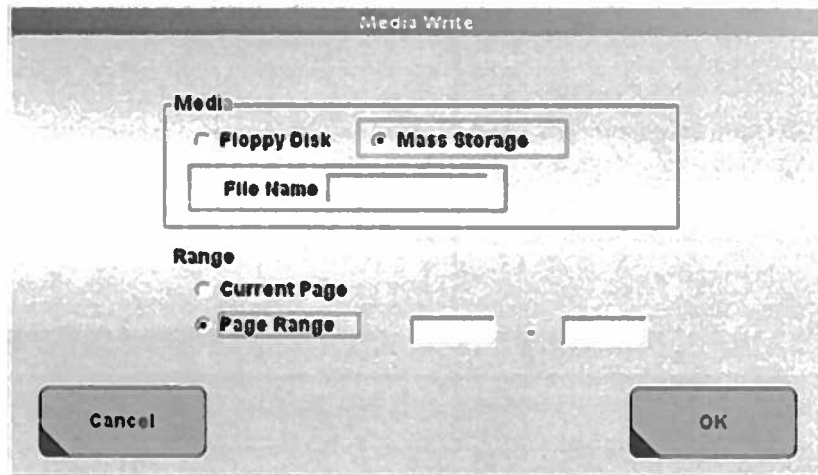 Media Write
Media
Floppy Disk Mass Storage
File Name
Range
Current Page
Page Range -
Cancel OK